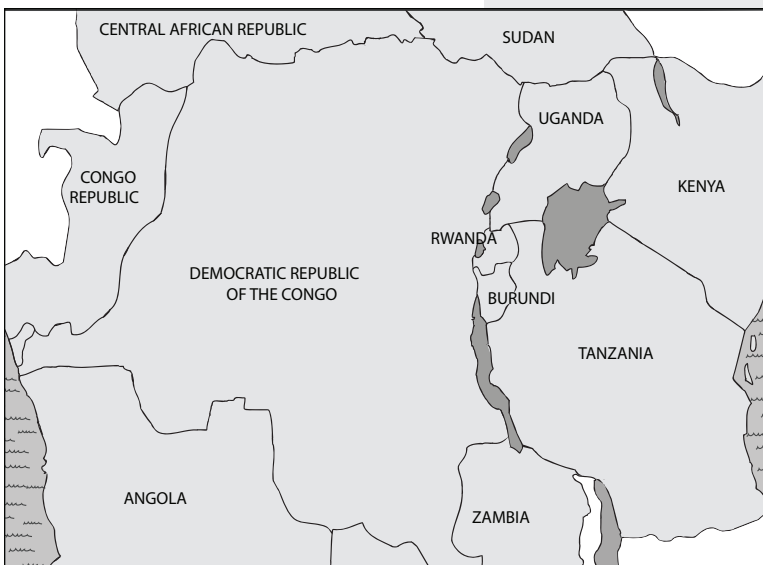 CENTRAL AFRICAN REPUBLIC
SUDAN
UGANDA
CONGO
REPUBLIC
KENYA
RWANDA
DEMOCRATIC REPUBLIC
OF THE CONGO
BURUNDI
TANZANIA
ANGOLA
ZAMBIA